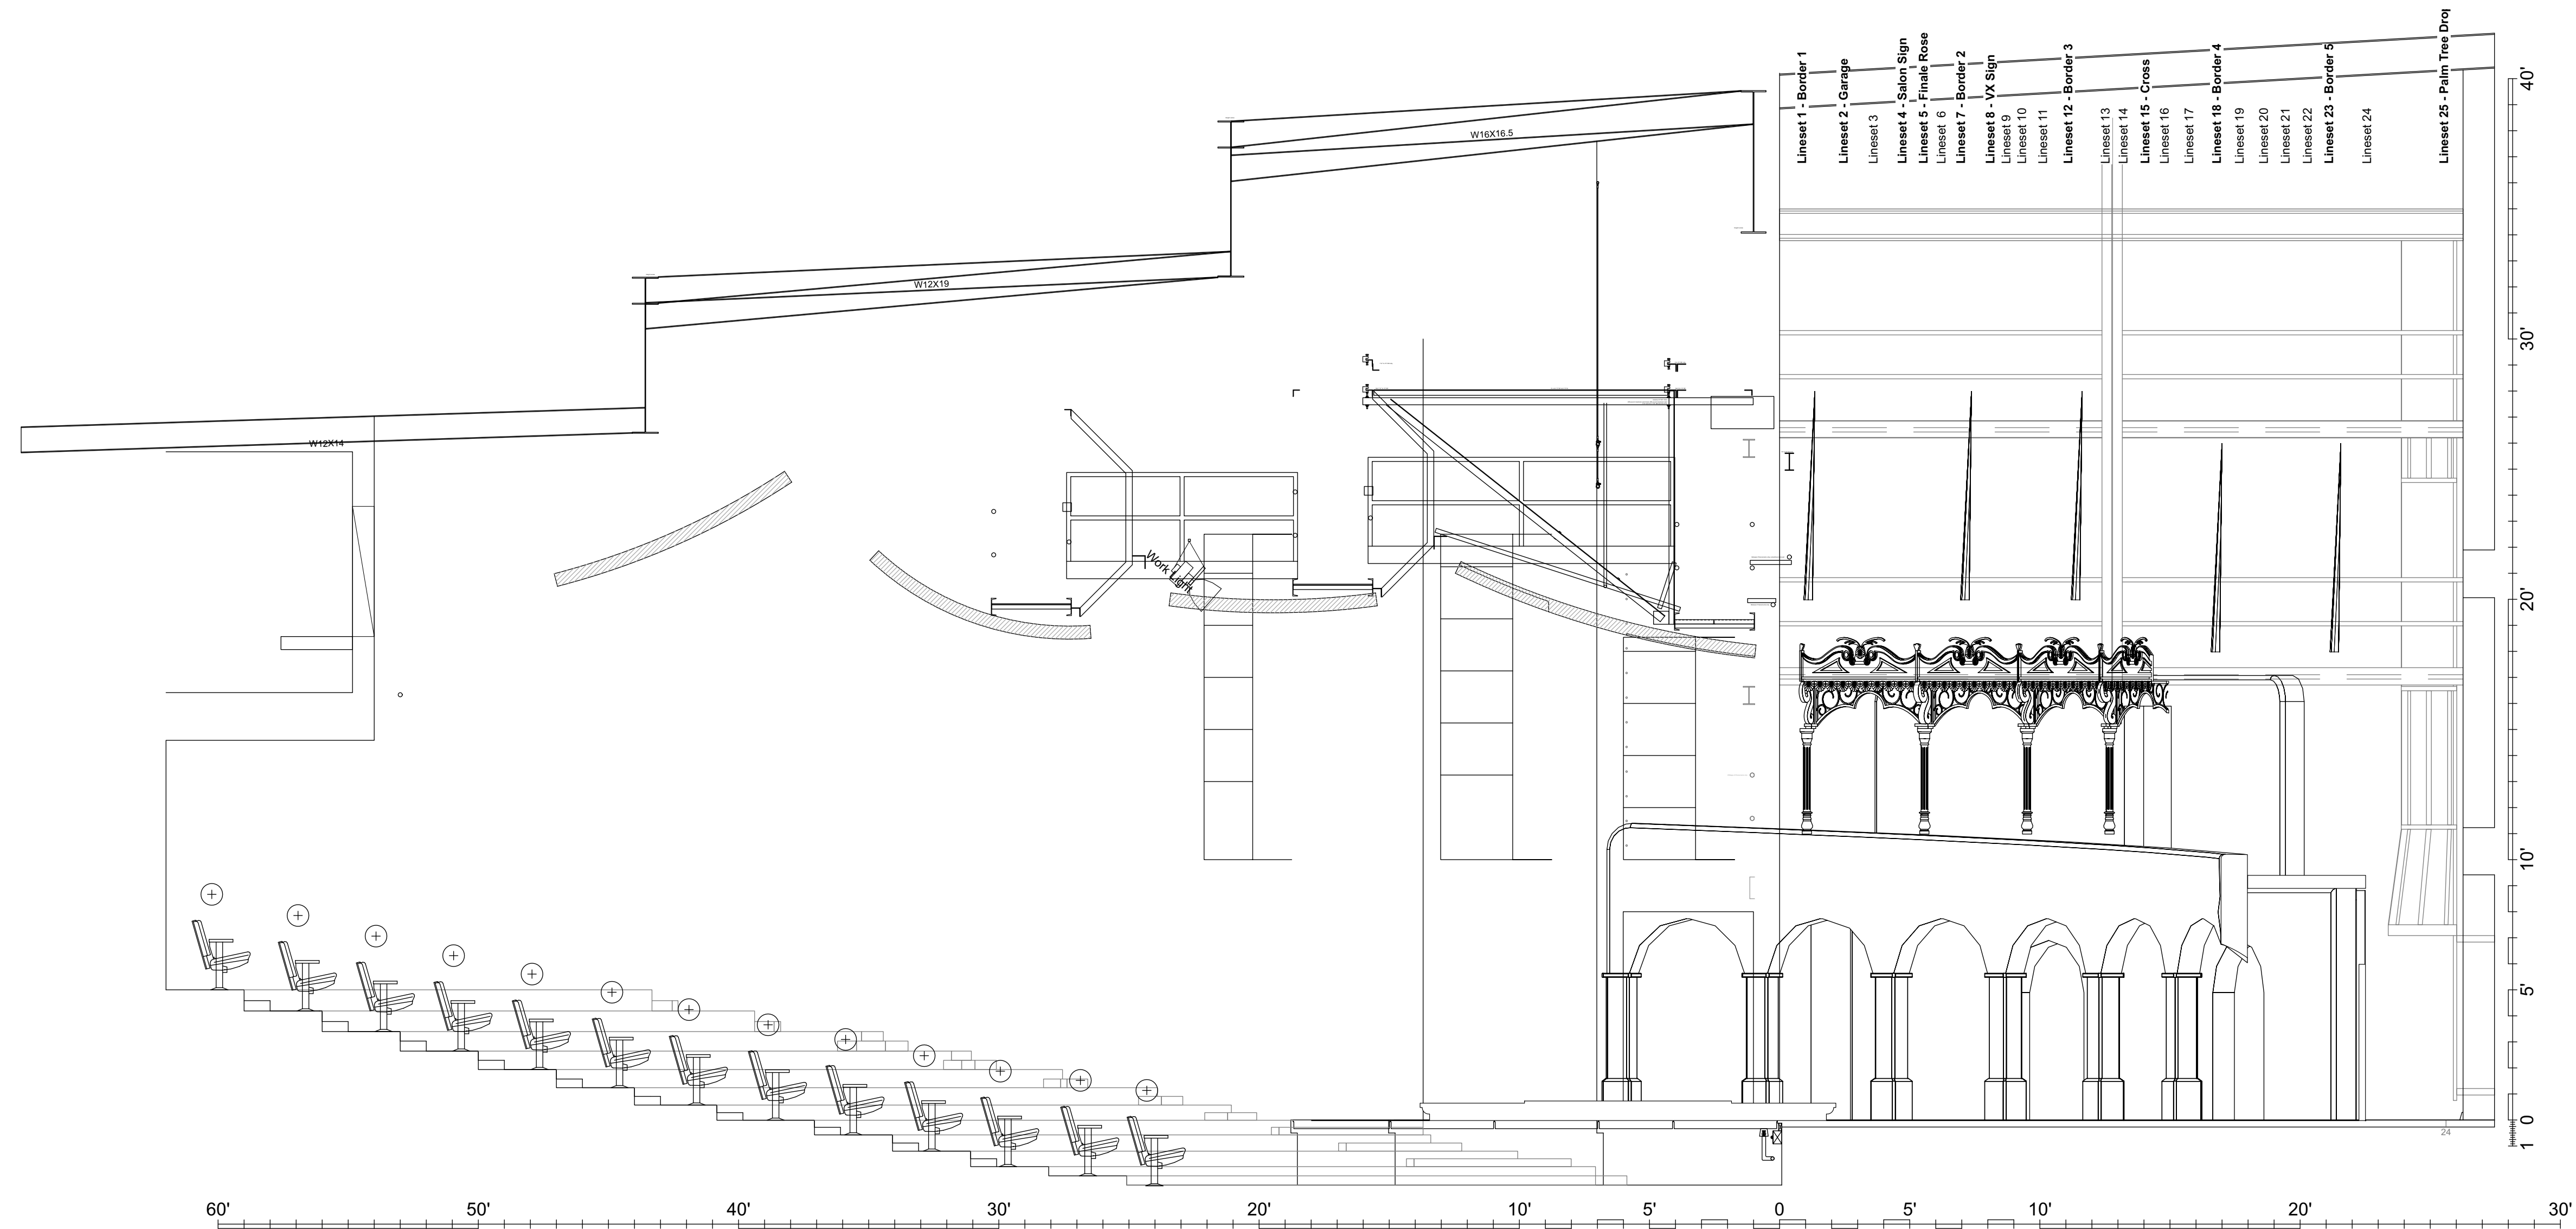 Lineset 1 - Border 1
Lineset 2 - Garage
Lineset 3
Lineset 4 - Salon Sign
Lineset 5 - Finale Rose
Lineset 6
Lineset 7 - Border 2
Lineset 8 - VX Sign
Lineset 9
Lineset 10
Lineset 11
Lineset 12 - Border 3
Lineset 13
Lineset 14
Lineset 15 - Cross
Lineset 16
Lineset 17
Lineset 18 - Border 4
Lineset 19
Lineset 20
Lineset 21
Lineset 22
Lineset 23 - Border 5
Lineset 24
Lineset 25 - Palm Tree Drop
W16X16.5
W12X19
W12X14
Work Light
40'
30'
20'
10'
5'
0
1
24
60'
50'
40'
30'
20'
10'
5'
0
5'
10'
20'
30'